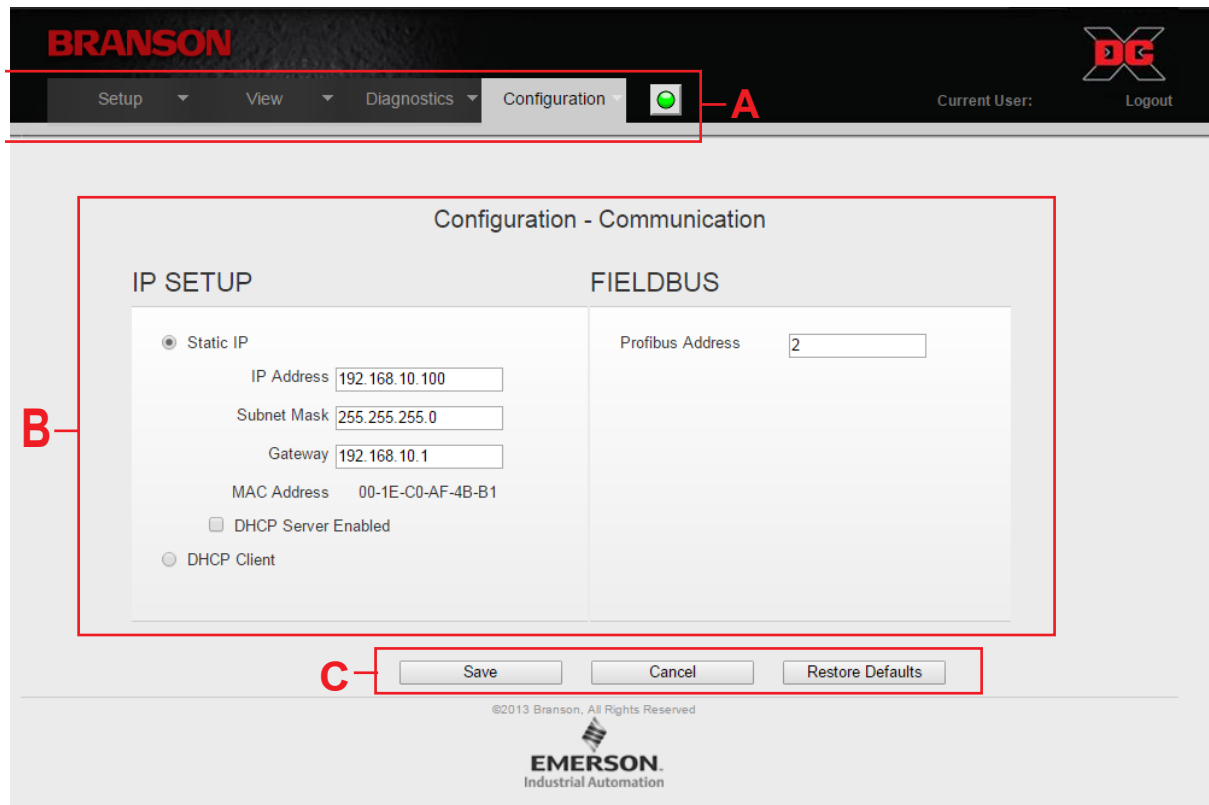 BRANSON
DC
Setup View Diagnostics Configuration
A
Current User: Logout
Configuration - Communication
IP SETUP
FIELDBUS
Static IP
IP Address 192.168.10.100
Subnet Mask 255.255.255.0
Gateway 192.168.10.1
MAC Address 00-1E-C0-AF-4B-B1
DHCP Server Enabled
DHCP Client
Profibus Address 2
B
C
Save Cancel Restore Defaults
©2013 Branson, All Rights Reserved
EMERSON.
Industrial Automation